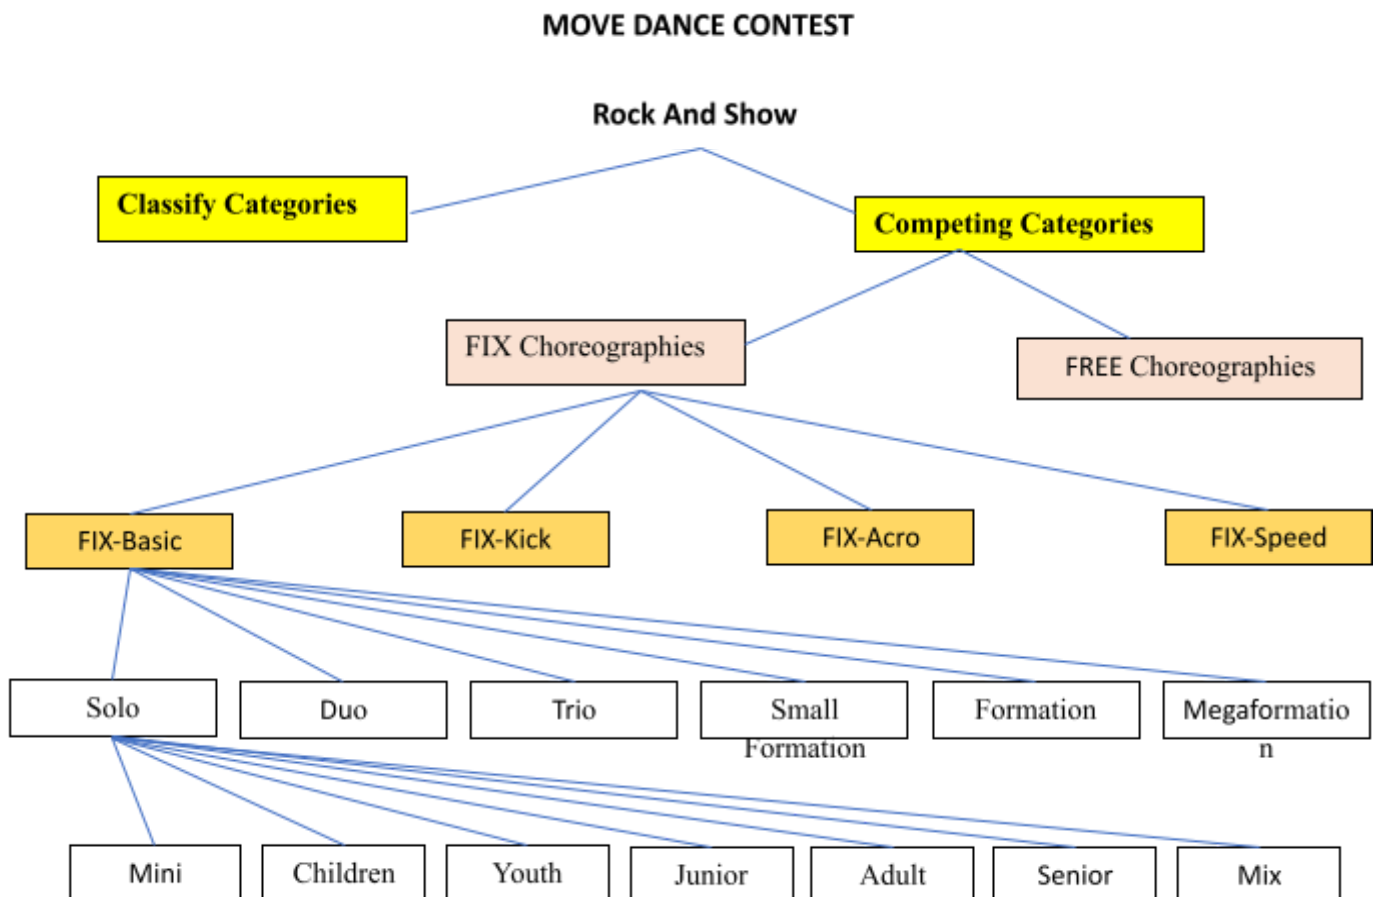 MOVE DANCE CONTEST
Rock And Show
Classify Categories
Competing Categories
FIX Choreographies
FREE Choreographies
FIX-Basic
FIX-Kick
FIX-Acro
FIX-Speed
Solo
Duo
Trio
Small
Formation
Formation
Megaformatio
n
Mini
Children
Youth
Junior
Adult
Senior
Mix